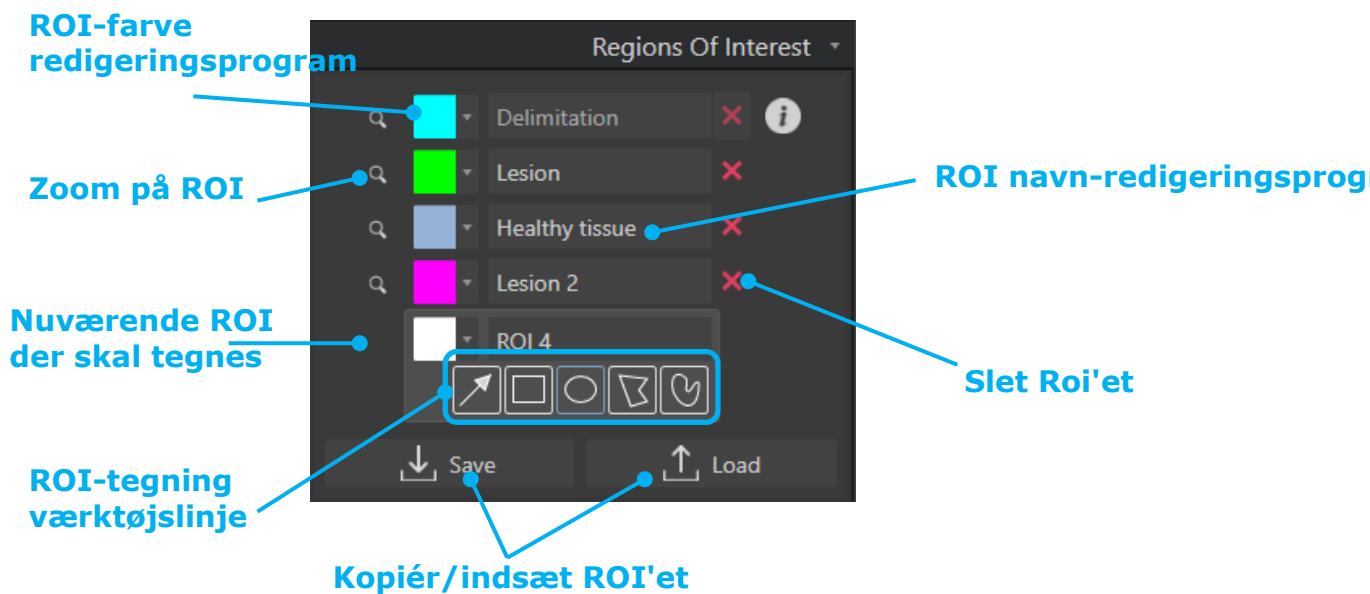 ROI-farve
redigeringsprogram
Regions Of Interest
Delimitation
i
Zoom på ROI
Lesion
ROI navn-redigeringsprog
Healthy tissue
Lesion 2
Nuværende ROI
der skal tegnes
ROI 4
Slet Roi'et
ROI-tegning
værktøjslinje
Save
Load
Kopiér/indsæt ROI'et